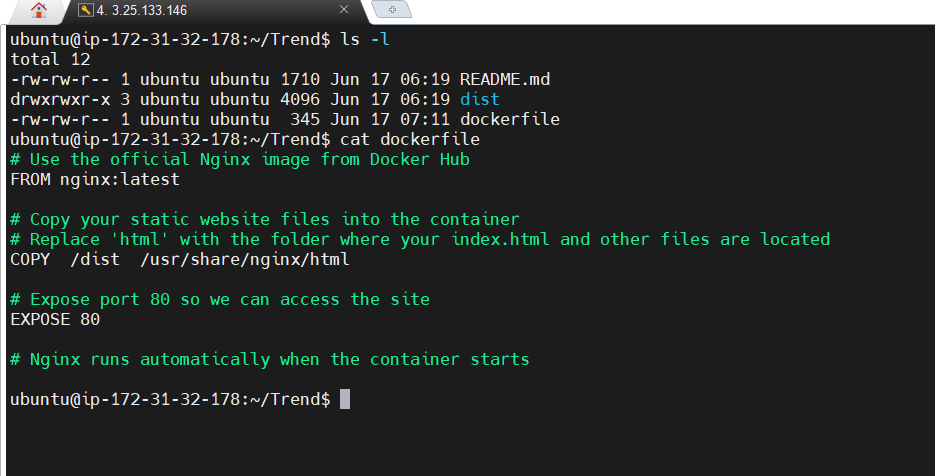 4. 3.25.133.146
ubuntu@ip-172-31-32-178:~/Trend$ ls -l
total 12
-rw-rw-r-- 1 ubuntu ubuntu 1710 Jun 17 06:19 README.md
drwxrwxr-x 3 ubuntu ubuntu 4096 Jun 17 06:19 dist
-rw-rw-r-- 1 ubuntu ubuntu  345 Jun 17 07:11 dockerfile
ubuntu@ip-172-31-32-178:~/Trend$ cat dockerfile
# Use the official Nginx image from Docker Hub
FROM nginx:latest

# Copy your static website files into the container
# Replace 'html' with the folder where your index.html and other files are located
COPY  /dist  /usr/share/nginx/html

# Expose port 80 so we can access the site
EXPOSE 80

# Nginx runs automatically when the container starts

ubuntu@ip-172-31-32-178:~/Trend$